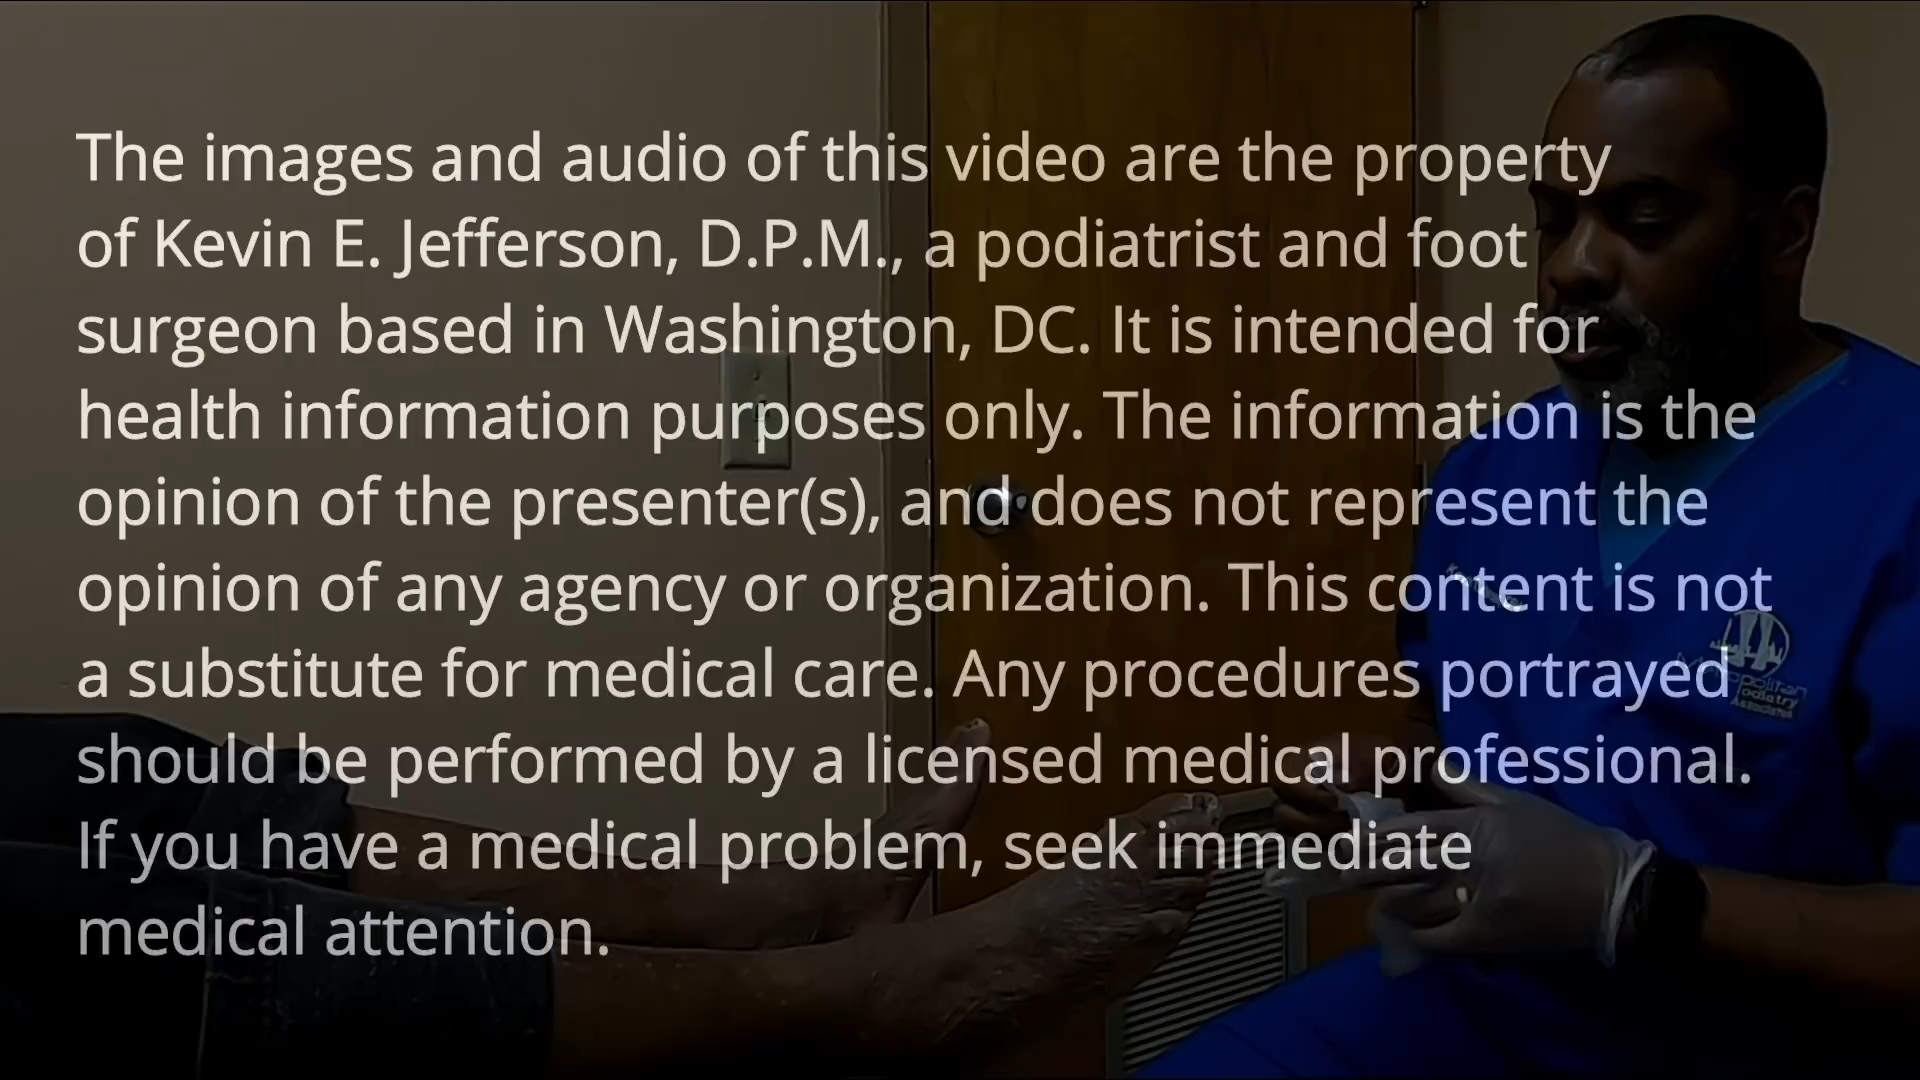 The images and audio of this video are the property
of Kevin E. Jefferson, D.P.M., a podiatrist and foot
surgeon based in Washington, DC. It is intended for
health information purposes only. The information is the
opinion of the presenter(s), and does not represent the
opinion of any agency or organization. This content is not
a substitute for medical care. Any procedures portrayed
should be performed by a licensed medical professional.
If you have a medical problem, seek immediate
medical attention.
Metropolitan
Podiatry
Associates